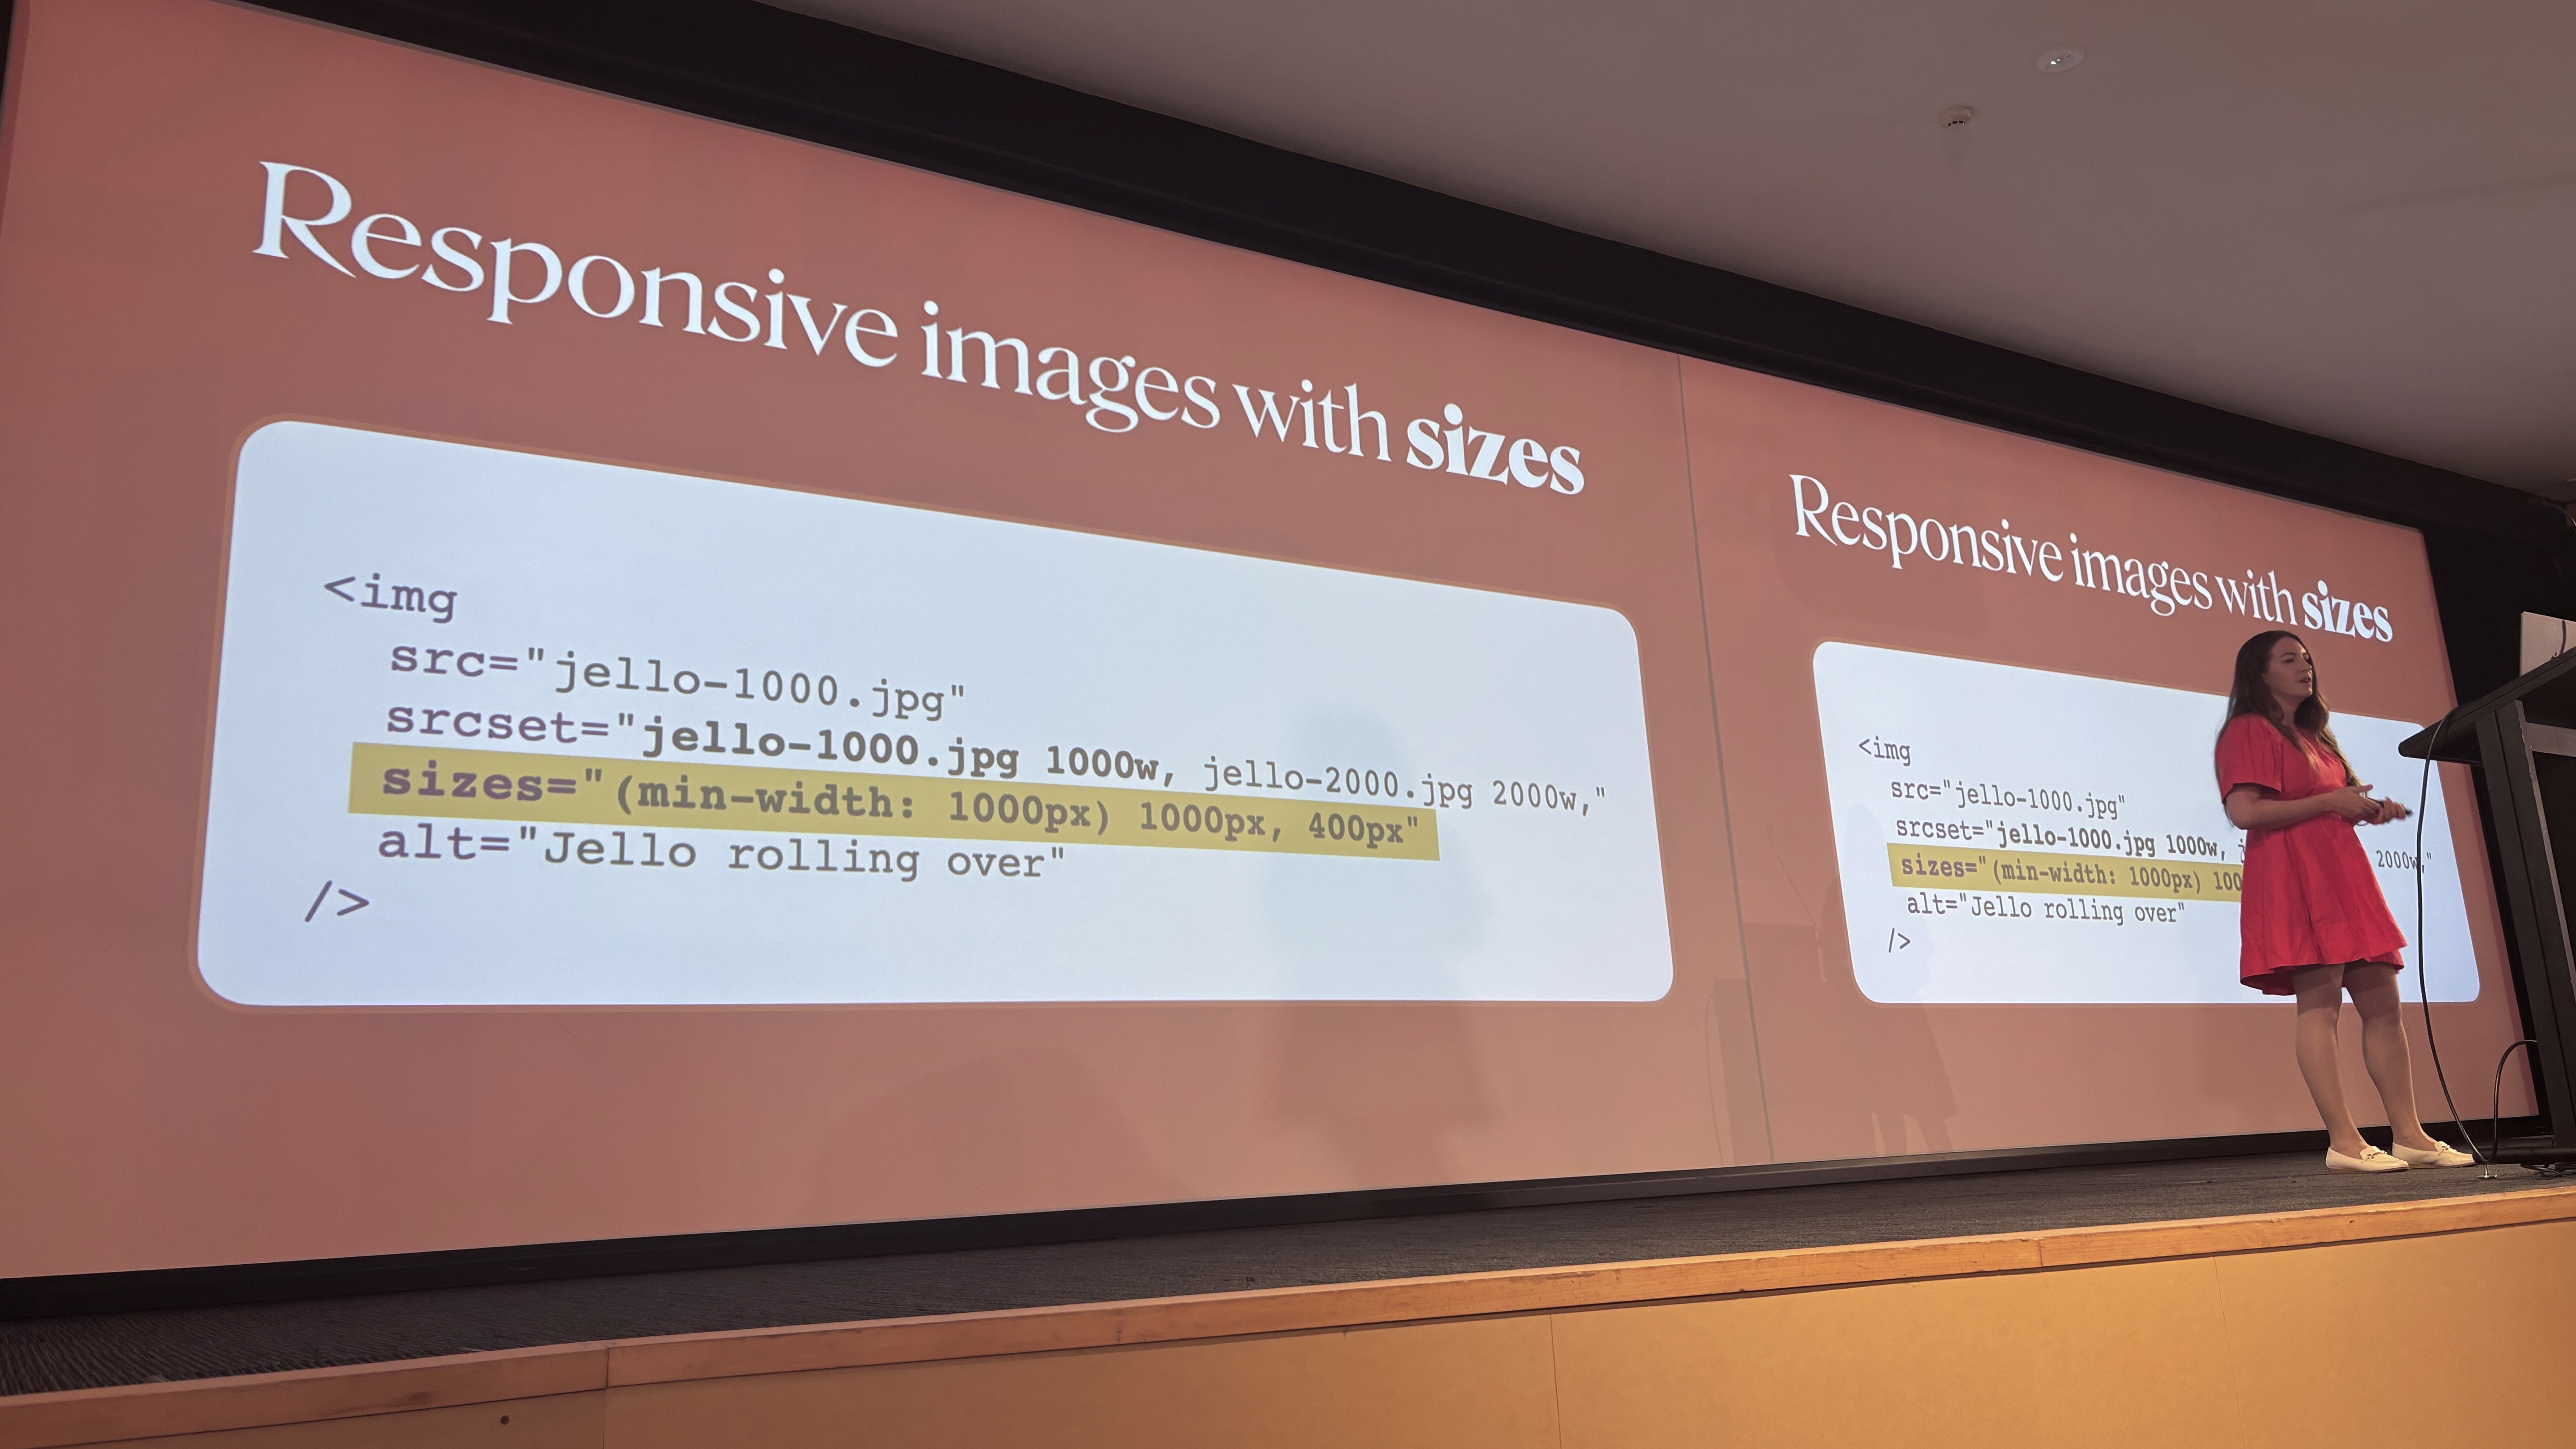 Responsive images with sizes
<img
src="jello-1000.jpg"
srcset="jello-1000.jpg 1000w, jello-2000.jpg 2000w,"
sizes="(min-width: 1000px) 1000px, 400px"
alt="Jello rolling over"
/>
Responsive images with sizes
<img
src="jello-1000.jpg"
srcset="jello-1000.jpg 1000w, j 2000w,"
sizes="(min-width: 1000px) 100
alt="Jello rolling over"
/>